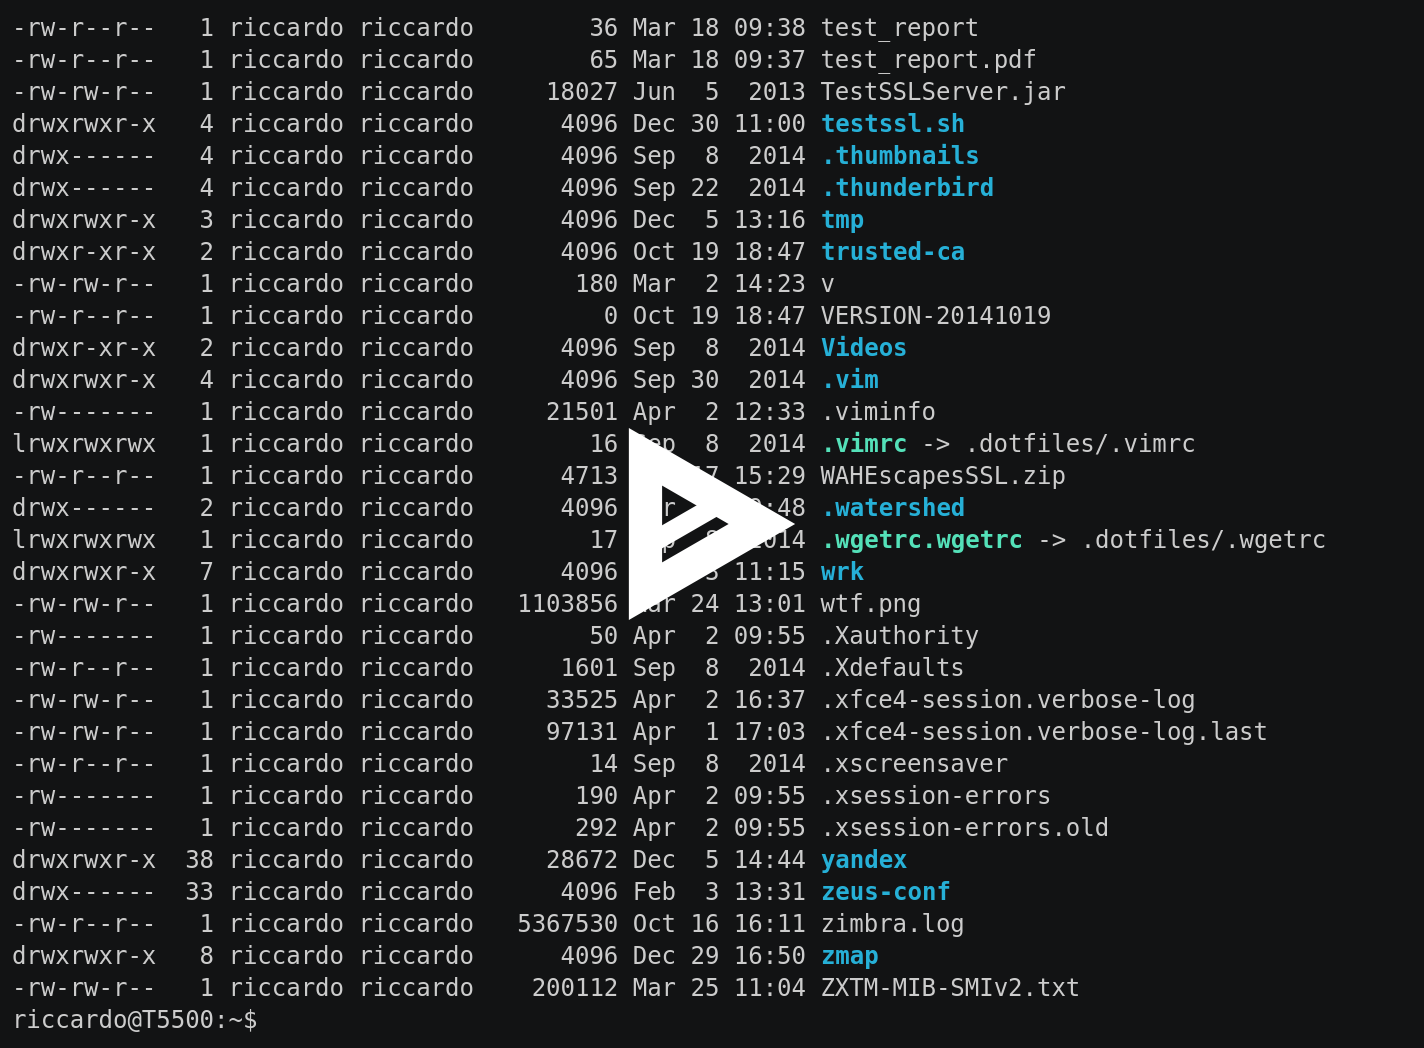 -rw-r--r--   1 riccardo riccardo        36 Mar 18 09:38 test_report
-rw-r--r--   1 riccardo riccardo        65 Mar 18 09:37 test_report.pdf
-rw-rw-r--   1 riccardo riccardo     18027 Jun  5  2013 TestSSLServer.jar
drwxrwxr-x   4 riccardo riccardo      4096 Dec 30 11:00 testssl.sh
drwx------   4 riccardo riccardo      4096 Sep  8  2014 .thumbnails
drwx------   4 riccardo riccardo      4096 Sep 22  2014 .thunderbird
drwxrwxr-x   3 riccardo riccardo      4096 Dec  5 13:16 tmp
drwxr-xr-x   2 riccardo riccardo      4096 Oct 19 18:47 trusted-ca
-rw-rw-r--   1 riccardo riccardo       180 Mar  2 14:23 v
-rw-r--r--   1 riccardo riccardo         0 Oct 19 18:47 VERSION-20141019
drwxr-xr-x   2 riccardo riccardo      4096 Sep  8  2014 Videos
drwxrwxr-x   4 riccardo riccardo      4096 Sep 30  2014 .vim
-rw-------   1 riccardo riccardo     21501 Apr  2 12:33 .viminfo
lrwxrwxrwx   1 riccardo riccardo        16 Sep  8  2014 .vimrc -> .dotfiles/.vimrc
-rw-r--r--   1 riccardo riccardo      4713 17 15:29 WAHEscapesSSL.zip
drwx------   2 riccardo riccardo      4096 .watershed
lrwxrwxrwx   1 riccardo riccardo        17 Sep  8  2014 .wgetrc.wgetrc -> .dotfiles/.wgetrc
drwxrwxr-x   7 riccardo riccardo      4096 11:15 wrk
-rw-rw-r--   1 riccardo riccardo   1103856 Mar 24 13:01 wtf.png
-rw-------   1 riccardo riccardo        50 Apr  2 09:55 .Xauthority
-rw-r--r--   1 riccardo riccardo      1601 Sep  8  2014 .Xdefaults
-rw-rw-r--   1 riccardo riccardo     33525 Apr  2 16:37 .xfce4-session.verbose-log
-rw-rw-r--   1 riccardo riccardo     97131 Apr  1 17:03 .xfce4-session.verbose-log.last
-rw-r--r--   1 riccardo riccardo        14 Sep  8  2014 .xscreensaver
-rw-------   1 riccardo riccardo       190 Apr  2 09:55 .xsession-errors
-rw-------   1 riccardo riccardo       292 Apr  2 09:55 .xsession-errors.old
drwxrwxr-x  38 riccardo riccardo     28672 Dec  5 14:44 yandex
drwx------  33 riccardo riccardo      4096 Feb  3 13:31 zeus-conf
-rw-r--r--   1 riccardo riccardo   5367530 Oct 16 16:11 zimbra.log
drwxrwxr-x   8 riccardo riccardo      4096 Dec 29 16:50 zmap
-rw-rw-r--   1 riccardo riccardo    200112 Mar 25 11:04 ZXTM-MIB-SMIv2.txt
riccardo@T5500:~$